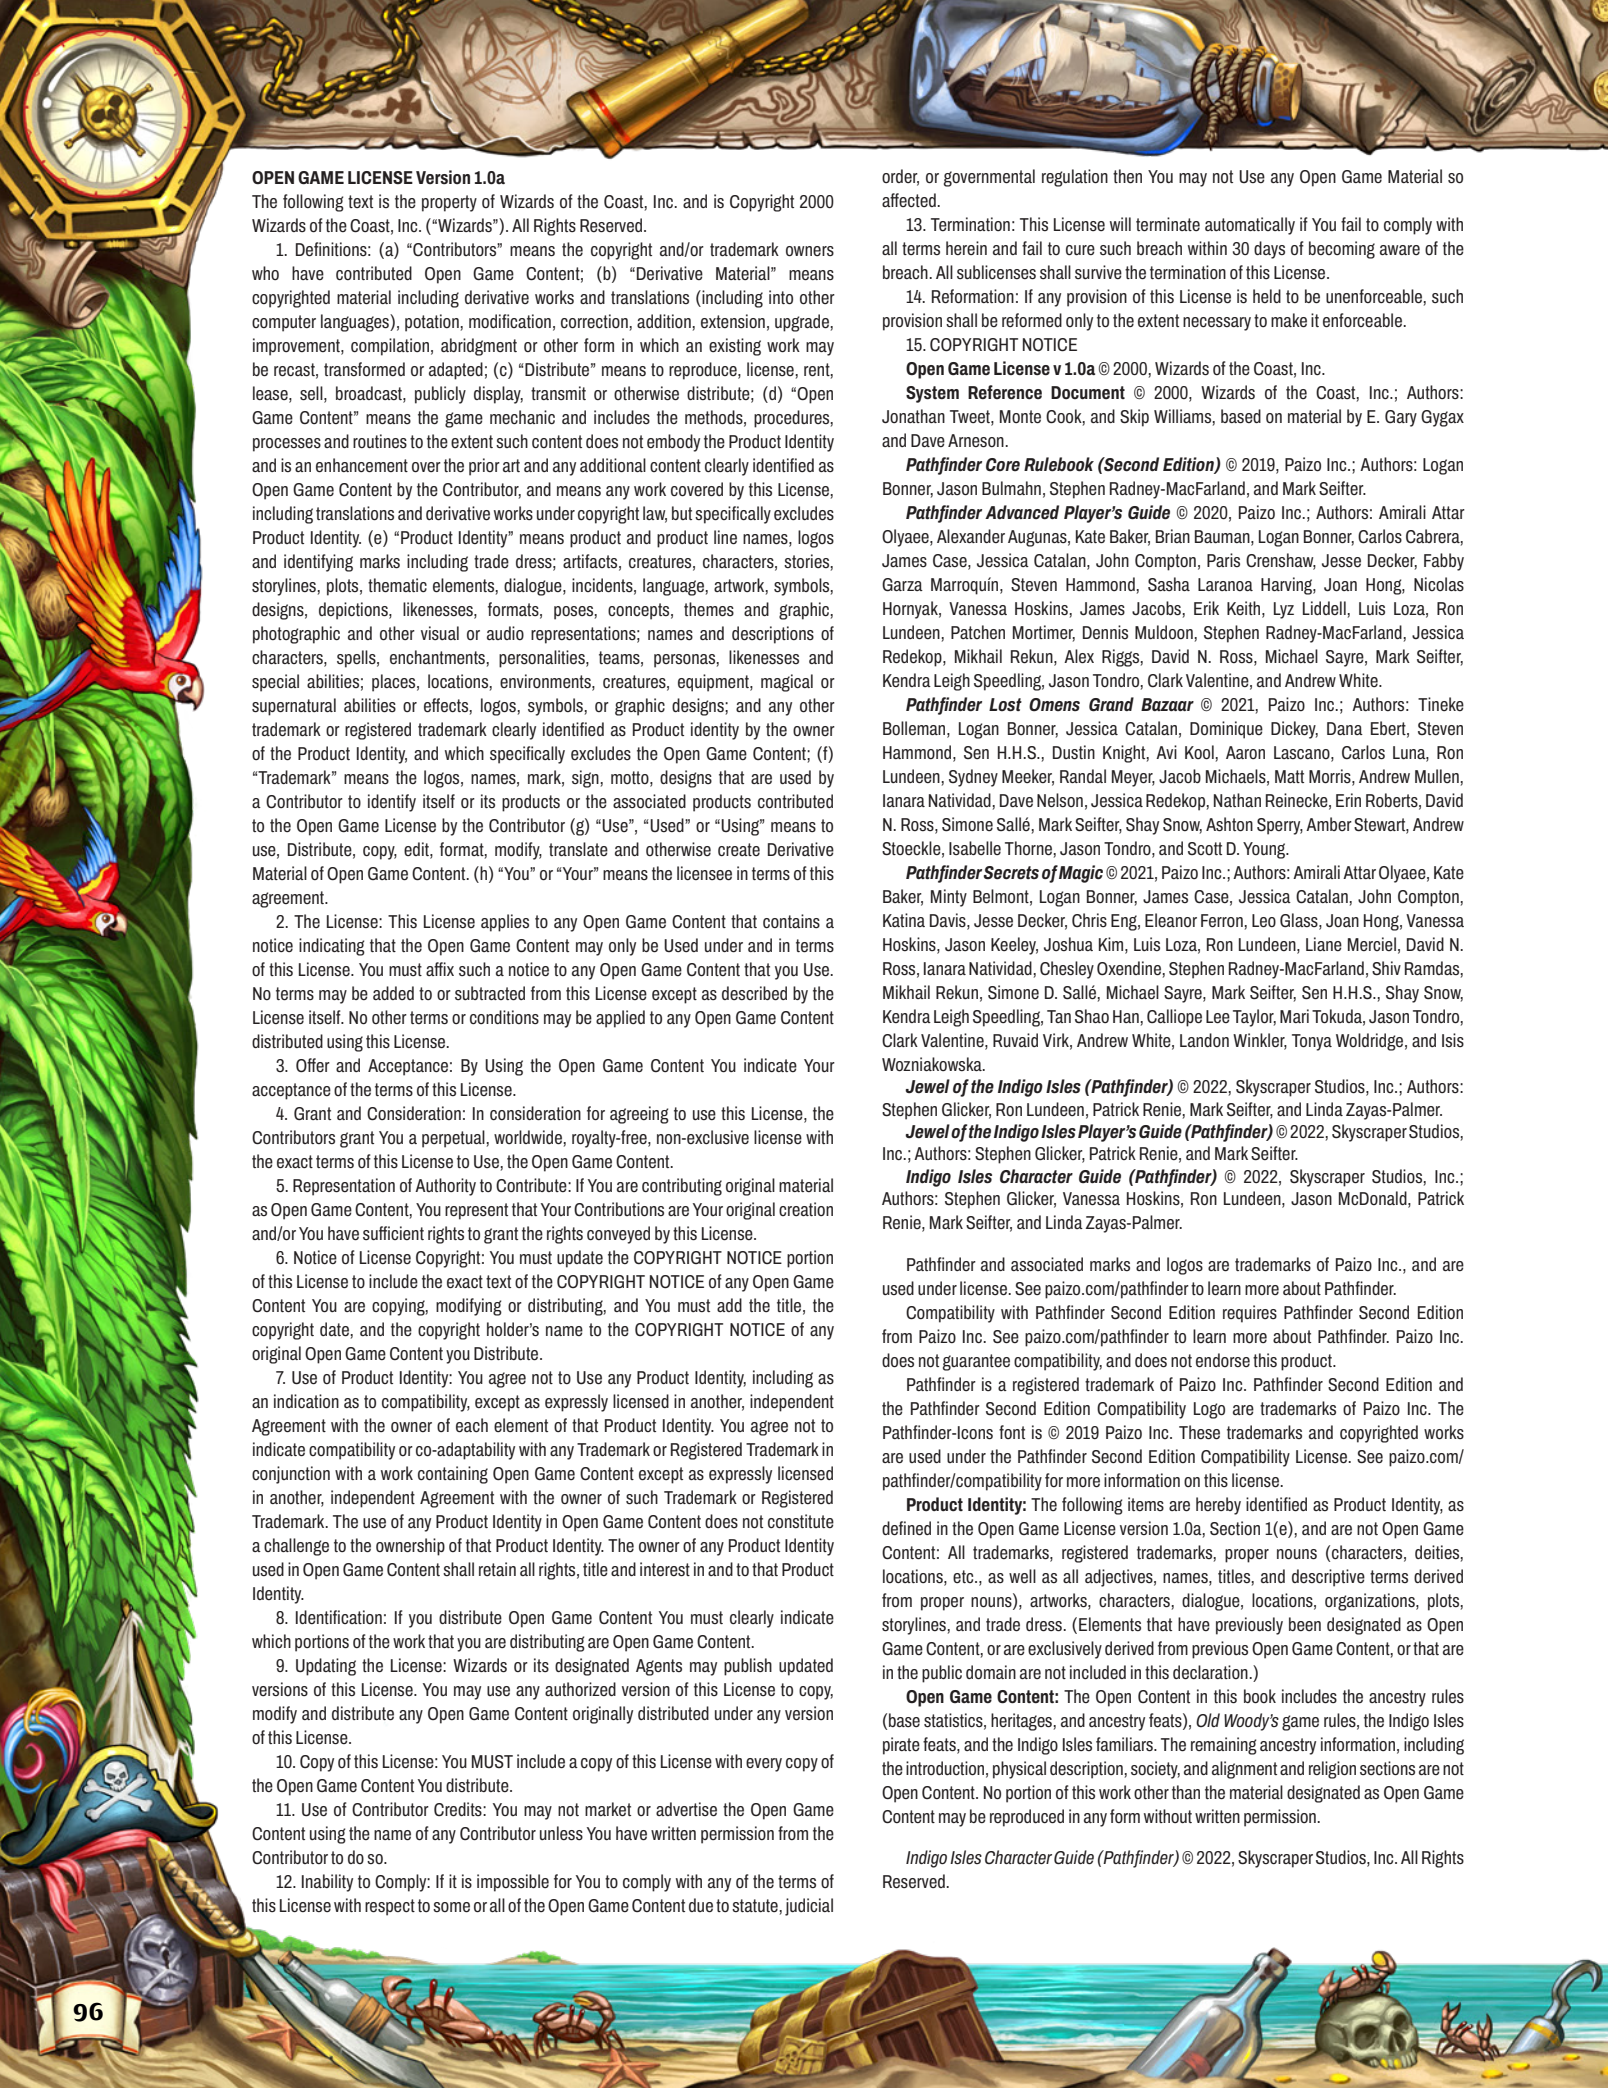 OPEN GAME LICENSE Version 1.0a
The following text is the property of Wizards of the Coast, Inc. and is Copyright 2000
Wizards of the Coast, Inc. (“Wizards”). All Rights Reserved.
1. Definitions: (a) “Contributors” means the copyright and/or trademark owners
who have contributed Open Game Content; (b) “Derivative Material” means
copyrighted material including derivative works and translations (including into other
computer languages), potation, modification, correction, addition, extension, upgrade,
improvement, compilation, abridgment or other form in which an existing work may
be recast, transformed or adapted; (c) “Distribute” means to reproduce, license, rent,
lease, sell, broadcast, publicly display, transmit or otherwise distribute; (d) “Open
Game Content” means the game mechanic and includes the methods, procedures,
processes and routines to the extent such content does not embody the Product Identity
and is an enhancement over the prior art and any additional content clearly identified as
Open Game Content by the Contributor, and means any work covered by this License,
including translations and derivative works under copyright law, but specifically excludes
Product Identity. (e) “Product Identity” means product and product line names, logos
and identifying marks including trade dress; artifacts, creatures, characters, stories,
storylines, plots, thematic elements, dialogue, incidents, language, artwork, symbols,
designs, depictions, likenesses, formats, poses, concepts, themes and graphic,
photographic and other visual or audio representations; names and descriptions of
characters, spells, enchantments, personalities, teams, personas, likenesses and
special abilities; places, locations, environments, creatures, equipment, magical or
supernatural abilities or effects, logos, symbols, or graphic designs; and any other
trademark or registered trademark clearly identified as Product identity by the owner
of the Product Identity, and which specifically excludes the Open Game Content; (f)
“Trademark” means the logos, names, mark, sign, motto, designs that are used by
a Contributor to identify itself or its products or the associated products contributed
to the Open Game License by the Contributor (g) “Use”, “Used” or “Using” means to
use, Distribute, copy, edit, format, modify, translate and otherwise create Derivative
Material of Open Game Content. (h) “You” or “Your” means the licensee in terms of this
agreement.
2. The License: This License applies to any Open Game Content that contains a
notice indicating that the Open Game Content may only be Used under and in terms
of this License. You must affix such a notice to any Open Game Content that you Use.
No terms may be added to or subtracted from this License except as described by the
License itself. No other terms or conditions may be applied to any Open Game Content
distributed using this License.
3. Offer and Acceptance: By Using the Open Game Content You indicate Your
acceptance of the terms of this License.
4. Grant and Consideration: In consideration for agreeing to use this License, the
Contributors grant You a perpetual, worldwide, royalty-free, non-exclusive license with
the exact terms of this License to Use, the Open Game Content.
5. Representation of Authority to Contribute: If You are contributing original material
as Open Game Content, You represent that Your Contributions are Your original creation
and/or You have sufficient rights to grant the rights conveyed by this License.
6. Notice of License Copyright: You must update the COPYRIGHT NOTICE portion
of this License to include the exact text of the COPYRIGHT NOTICE of any Open Game
Content You are copying, modifying or distributing, and You must add the title, the
copyright date, and the copyright holder’s name to the COPYRIGHT NOTICE of any
original Open Game Content you Distribute.
7. Use of Product Identity: You agree not to Use any Product Identity, including as
an indication as to compatibility, except as expressly licensed in another, independent
Agreement with the owner of each element of that Product Identity. You agree not to
indicate compatibility or co-adaptability with any Trademark or Registered Trademark in
conjunction with a work containing Open Game Content except as expressly licensed
in another, independent Agreement with the owner of such Trademark or Registered
Trademark. The use of any Product Identity in Open Game Content does not constitute
a challenge to the ownership of that Product Identity. The owner of any Product Identity
used in Open Game Content shall retain all rights, title and interest in and to that Product
Identity.
8. Identification: If you distribute Open Game Content You must clearly indicate
which portions of the work that you are distributing are Open Game Content.
9. Updating the License: Wizards or its designated Agents may publish updated
versions of this License. You may use any authorized version of this License to copy,
modify and distribute any Open Game Content originally distributed under any version
of this License.
10. Copy of this License: You MUST include a copy of this License with every copy of
the Open Game Content You distribute.
11. Use of Contributor Credits: You may not market or advertise the Open Game
Content using the name of any Contributor unless You have written permission from the
Contributor to do so.
12. Inability to Comply: If it is impossible for You to comply with any of the terms of
this License with respect to some or all of the Open Game Content due to statute, judicial
order, or governmental regulation then You may not Use any Open Game Material so
affected.
13. Termination: This License will terminate automatically if You fail to comply with
all terms herein and fail to cure such breach within 30 days of becoming aware of the
breach. All sublicenses shall survive the termination of this License.
14. Reformation: If any provision of this License is held to be unenforceable, such
provision shall be reformed only to the extent necessary to make it enforceable.
15. COPYRIGHT NOTICE
Open Game License v 1.0a © 2000, Wizards of the Coast, Inc.
System Reference Document © 2000, Wizards of the Coast, Inc.; Authors:
Jonathan Tweet, Monte Cook, and Skip Williams, based on material by E. Gary Gygax
and Dave Arneson.
Pathfinder Core Rulebook (Second Edition) © 2019, Paizo Inc.; Authors: Logan
Bonner, Jason Bulmahn, Stephen Radney-MacFarland, and Mark Seifter.
Pathfinder Advanced Player’s Guide © 2020, Paizo Inc.; Authors: Amirali Attar
Olyaee, Alexander Augunas, Kate Baker, Brian Bauman, Logan Bonner, Carlos Cabrera,
James Case, Jessica Catalan, John Compton, Paris Crenshaw, Jesse Decker, Fabby
Garza Marroquín, Steven Hammond, Sasha Laranoa Harving, Joan Hong, Nicolas
Hornyak, Vanessa Hoskins, James Jacobs, Erik Keith, Lyz Liddell, Luis Loza, Ron
Lundeen, Patchen Mortimer, Dennis Muldoon, Stephen Radney-MacFarland, Jessica
Redekop, Mikhail Rekun, Alex Riggs, David N. Ross, Michael Sayre, Mark Seifter,
Kendra Leigh Speedling, Jason Tondro, Clark Valentine, and Andrew White.
Pathfinder Lost Omens Grand Bazaar © 2021, Paizo Inc.; Authors: Tineke
Bolleman, Logan Bonner, Jessica Catalan, Dominique Dickey, Dana Ebert, Steven
Hammond, Sen H.H.S., Dustin Knight, Avi Kool, Aaron Lascano, Carlos Luna, Ron
Lundeen, Sydney Meeker, Randal Meyer, Jacob Michaels, Matt Morris, Andrew Mullen,
Ianara Natividad, Dave Nelson, Jessica Redekop, Nathan Reinecke, Erin Roberts, David
N. Ross, Simone Sallé, Mark Seifter, Shay Snow, Ashton Sperry, Amber Stewart, Andrew
Stoeckle, Isabelle Thorne, Jason Tondro, and Scott D. Young.
Pathfinder Secrets of Magic © 2021, Paizo Inc.; Authors: Amirali Attar Olyaee, Kate
Baker, Minty Belmont, Logan Bonner, James Case, Jessica Catalan, John Compton,
Katina Davis, Jesse Decker, Chris Eng, Eleanor Ferron, Leo Glass, Joan Hong, Vanessa
Hoskins, Jason Keeley, Joshua Kim, Luis Loza, Ron Lundeen, Liane Merciel, David N.
Ross, Ianara Natividad, Chesley Oxendine, Stephen Radney-MacFarland, Shiv Ramdas,
Mikhail Rekun, Simone D. Sallé, Michael Sayre, Mark Seifter, Sen H.H.S., Shay Snow,
Kendra Leigh Speedling, Tan Shao Han, Calliope Lee Taylor, Mari Tokuda, Jason Tondro,
Clark Valentine, Ruvaid Virk, Andrew White, Landon Winkler, Tonya Woldridge, and Isis
Wozniakowska.
Jewel of the Indigo Isles (Pathfinder) © 2022, Skyscraper Studios, Inc.; Authors:
Stephen Glicker, Ron Lundeen, Patrick Renie, Mark Seifter, and Linda Zayas-Palmer.
Jewel of the Indigo Isles Player’s Guide (Pathfinder) © 2022, Skyscraper Studios,
Inc.; Authors: Stephen Glicker, Patrick Renie, and Mark Seifter.
Indigo Isles Character Guide (Pathfinder) © 2022, Skyscraper Studios, Inc.;
Authors: Stephen Glicker, Vanessa Hoskins, Ron Lundeen, Jason McDonald, Patrick
Renie, Mark Seifter, and Linda Zayas-Palmer.
Pathfinder and associated marks and logos are trademarks of Paizo Inc., and are
used under license. See paizo.com/pathfinder to learn more about Pathfinder.
Compatibility with Pathfinder Second Edition requires Pathfinder Second Edition
from Paizo Inc. See paizo.com/pathfinder to learn more about Pathfinder. Paizo Inc.
does not guarantee compatibility, and does not endorse this product.
Pathfinder is a registered trademark of Paizo Inc. Pathfinder Second Edition and
the Pathfinder Second Edition Compatibility Logo are trademarks of Paizo Inc. The
Pathfinder-Icons font is © 2019 Paizo Inc. These trademarks and copyrighted works
are used under the Pathfinder Second Edition Compatibility License. See paizo.com/
pathfinder/compatibility for more information on this license.
Product Identity: The following items are hereby identified as Product Identity, as
defined in the Open Game License version 1.0a, Section 1(e), and are not Open Game
Content: All trademarks, registered trademarks, proper nouns (characters, deities,
locations, etc., as well as all adjectives, names, titles, and descriptive terms derived
from proper nouns), artworks, characters, dialogue, locations, organizations, plots,
storylines, and trade dress. (Elements that have previously been designated as Open
Game Content, or are exclusively derived from previous Open Game Content, or that are
in the public domain are not included in this declaration.)
Open Game Content: The Open Content in this book includes the ancestry rules
(base statistics, heritages, and ancestry feats), Old Woody’s game rules, the Indigo Isles
pirate feats, and the Indigo Isles familiars. The remaining ancestry information, including
the introduction, physical description, society, and alignment and religion sections are not
Open Content. No portion of this work other than the material designated as Open Game
Content may be reproduced in any form without written permission.
Indigo Isles Character Guide (Pathfinder) © 2022, Skyscraper Studios, Inc. All Rights
Reserved.
96